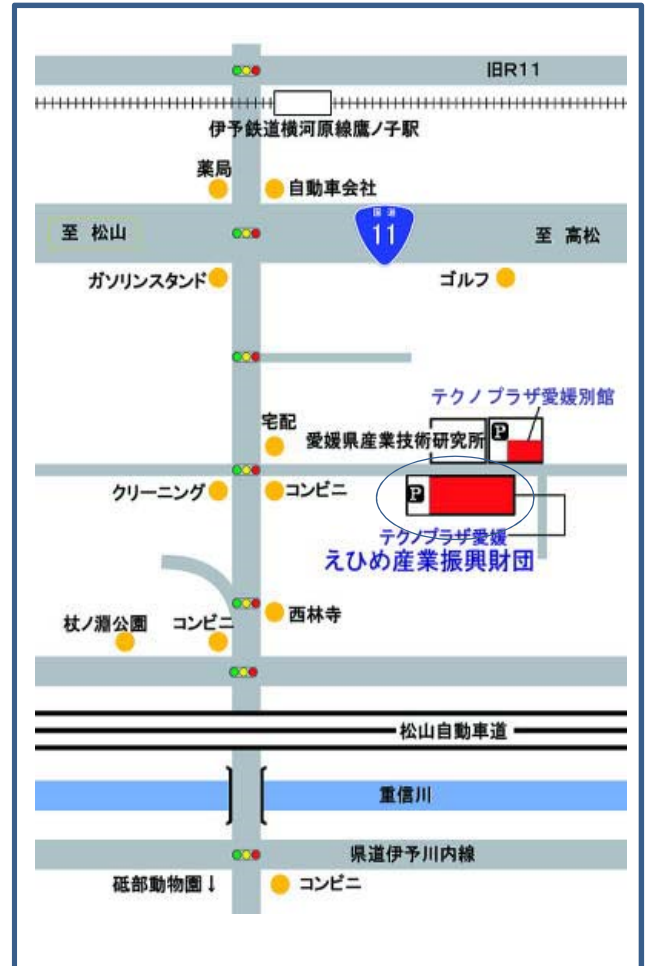 旧R11
伊予鉄道横河原線鷹ノ子駅
薬局
自動車会社
至 松山
国道
11
至 高松
ガソリンスタンド
ゴルフ
テクノプラザ愛媛別館
宅配
愛媛県産業技術研究所
P
クリーニング
コンビニ
P
テクノプラザ愛媛
えひめ産業振興財団
西林寺
杖ノ淵公園
コンビニ
松山自動車道
重信川
県道伊予川内線
砥部動物園↓
コンビニ